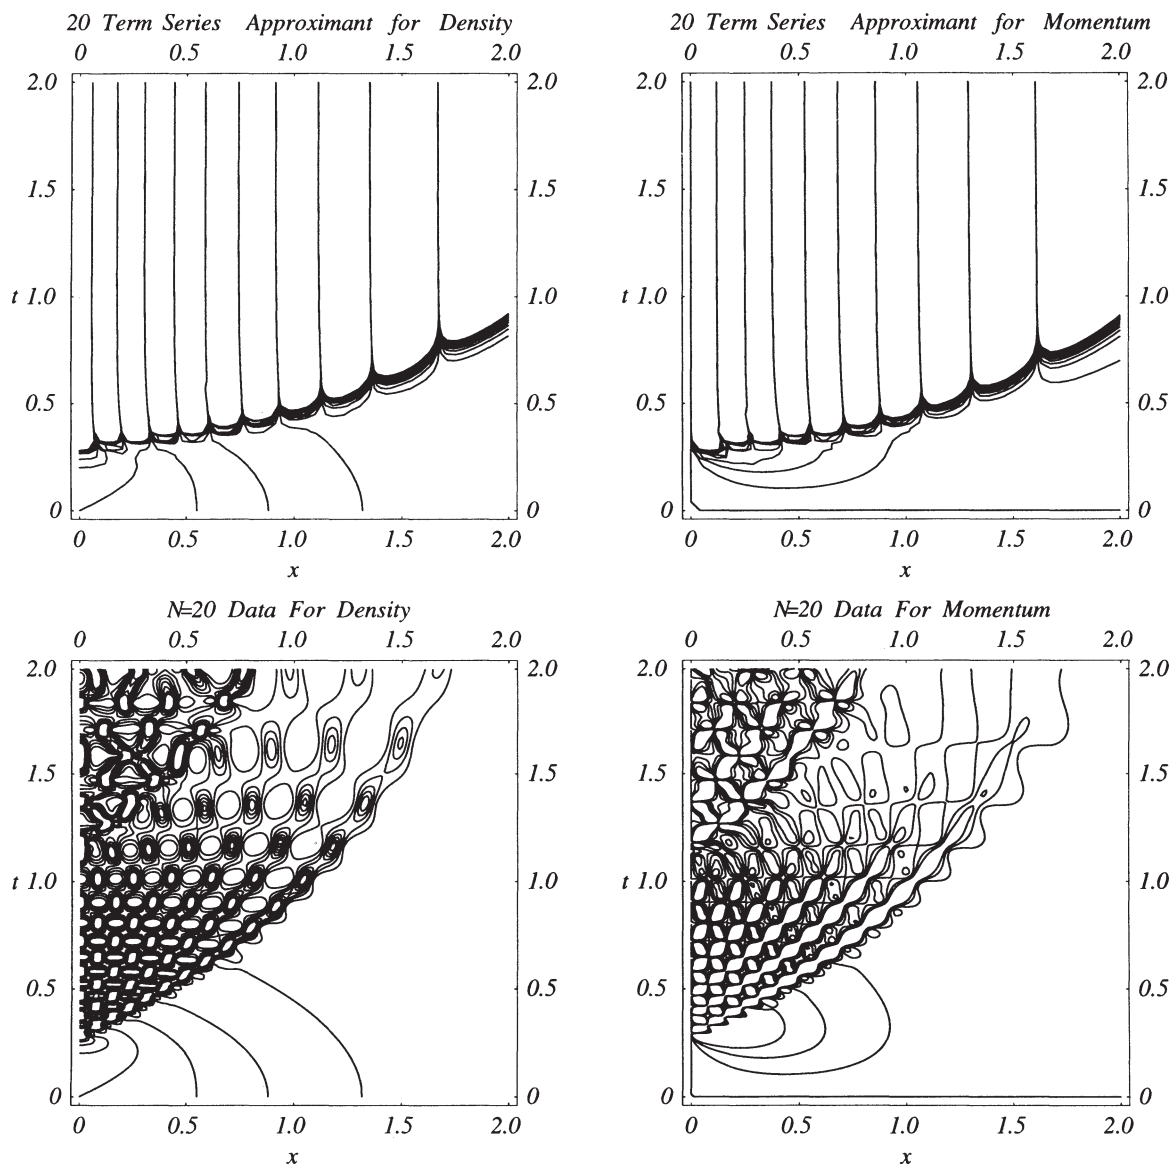 20 Term Series Approximant for Density
0 0.5 1.0 1.5 2.0
2.0 2.0
1.5 1.5
t 1.0 1.0
0.5 0.5
0 0
0 0.5 1.0 1.5 2.0
x
20 Term Series Approximant for Momentum
0 0.5 1.0 1.5 2.0
2.0 2.0
1.5 1.5
t 1.0 1.0
0.5 0.5
0 0
0 0.5 1.0 1.5 2.0
x
N=20 Data For Density
0 0.5 1.0 1.5 2.0
2.0 2.0
1.5 1.5
t 1.0 1.0
0.5 0.5
0 0
0 0.5 1.0 1.5 2.0
x
N=20 Data For Momentum
0 0.5 1.0 1.5 2.0
2.0 2.0
1.5 1.5
t 1.0 1.0
0.5 0.5
0 0
0 0.5 1.0 1.5 2.0
x